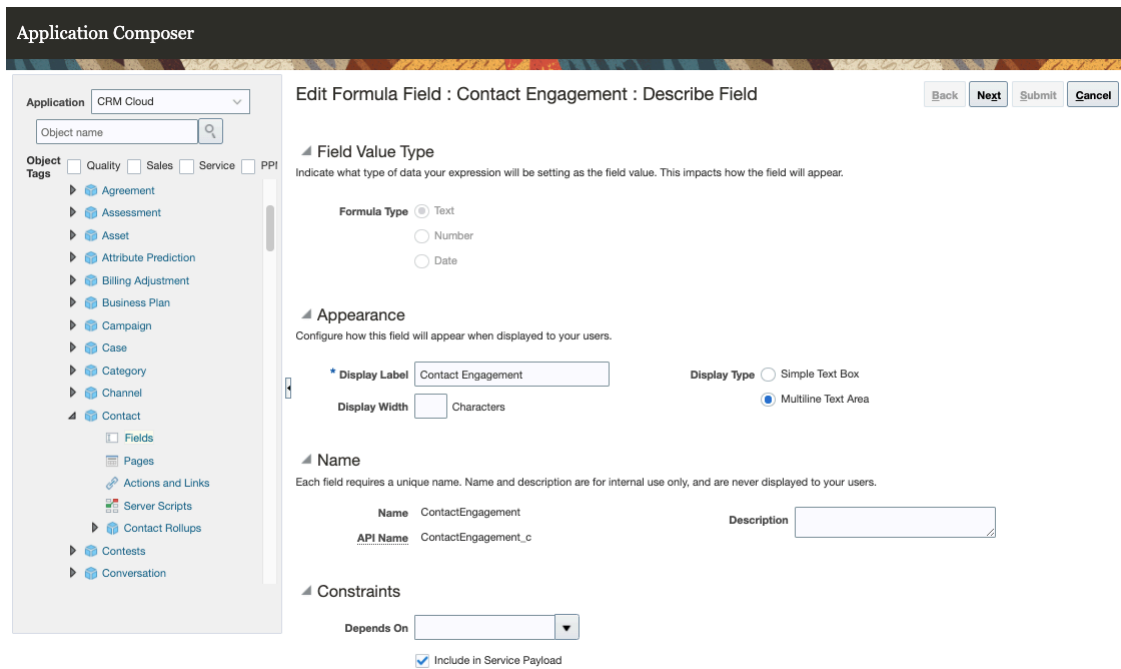 Application Composer
Application CRM Cloud
Object name
Object Tags Quality Sales Service PPM
Agreement
Assessment
Asset
Attribute Prediction
Billing Adjustment
Business Plan
Campaign
Case
Category
Channel
Contact
Fields
Pages
Actions and Links
Server Scripts
Contact Rollups
Contests
Conversation
Edit Formula Field : Contact Engagement : Describe Field
Back Next Submit Cancel
Field Value Type
Indicate what type of data your expression will be setting as the field value. This impacts how the field will appear.
Formula Type Text
Number
Date
Appearance
Configure how this field will appear when displayed to your users.
* Display Label Contact Engagement
Display Type Simple Text Box
Multiline Text Area
Display Width Characters
Name
Each field requires a unique name. Name and description are for internal use only, and are never displayed to your users.
Name ContactEngagement
Description
API Name ContactEngagement_c
Constraints
Depends On
Include in Service Payload